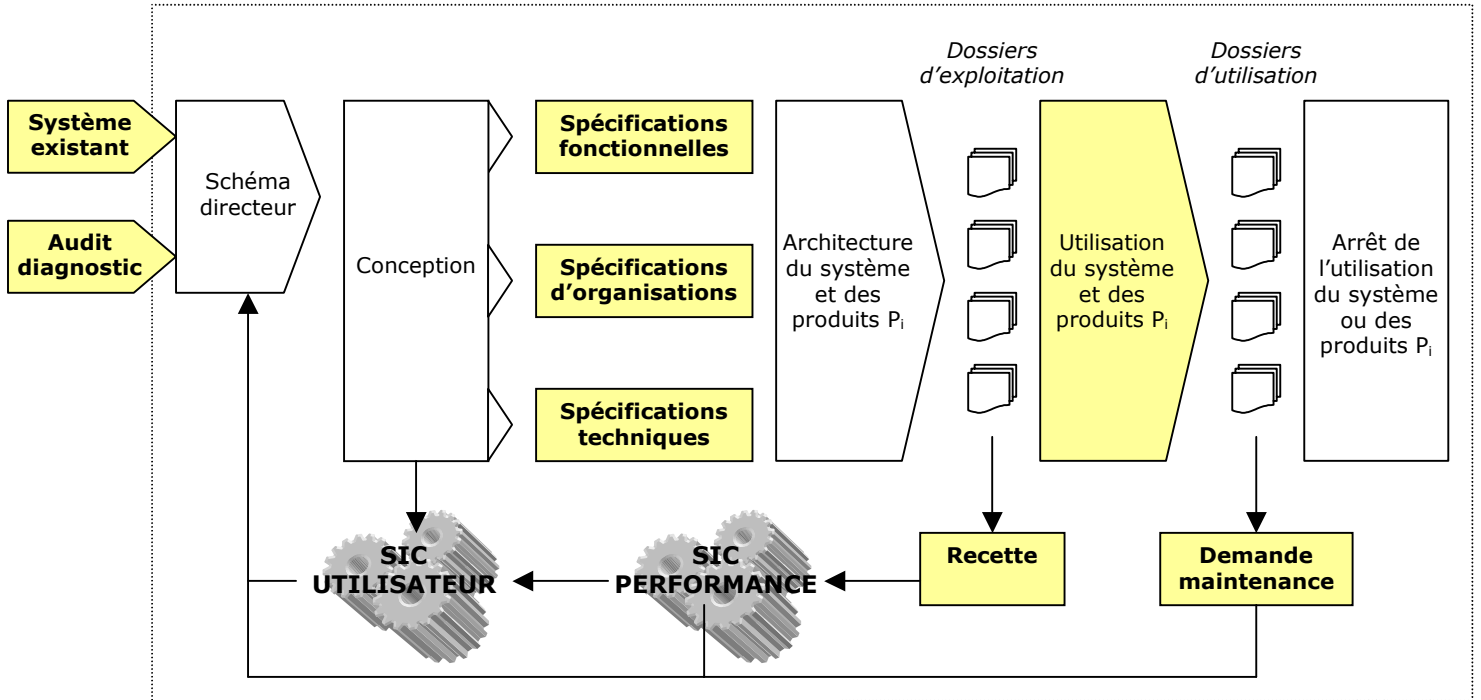 Dossiers
d'exploitation
Dossiers
d'utilisation
Système
existant
Audit
diagnostic
Schéma
directeur
Conception
Spécifications
fonctionnelles
Spécifications
d'organisations
Spécifications
techniques
Architecture
du système
et des
produits Pi
Utilisation
du système
et des
produits Pi
Arrêt de
l'utilisation
du système
ou des
produits Pi
SIC
UTILISATEUR
SIC
PERFORMANCE
Recette
Demande
maintenance